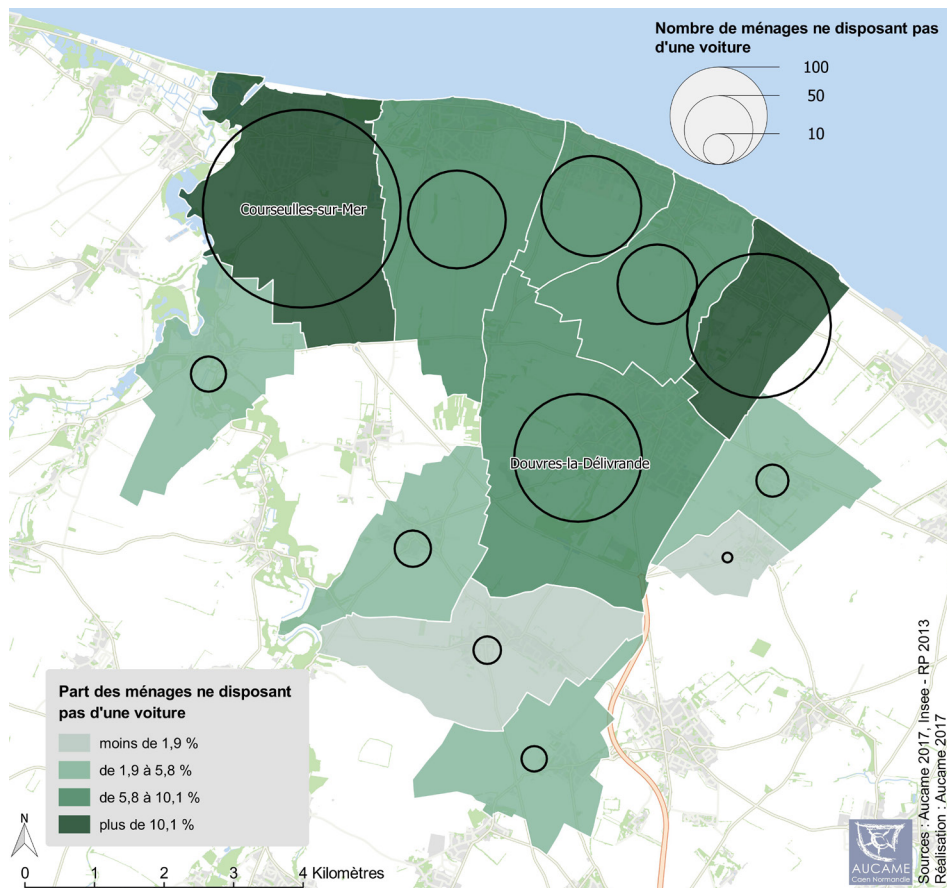 Nombre de ménages ne disposant pas
d'une voiture
100
50
10
Courseulles-sur-Mer
Douvres-la-Délivrande
Part des ménages ne disposant
pas d'une voiture
moins de 1,9 %
de 1,9 à 5,8 %
de 5,8 à 10,1 %
plus de 10,1 %
N
0 1 2 3 4 Kilomètres
AUCAME
Caen Normandie
Sources : Aucame 2017, Insee - RP 2013
Réalisation : Aucame 2017